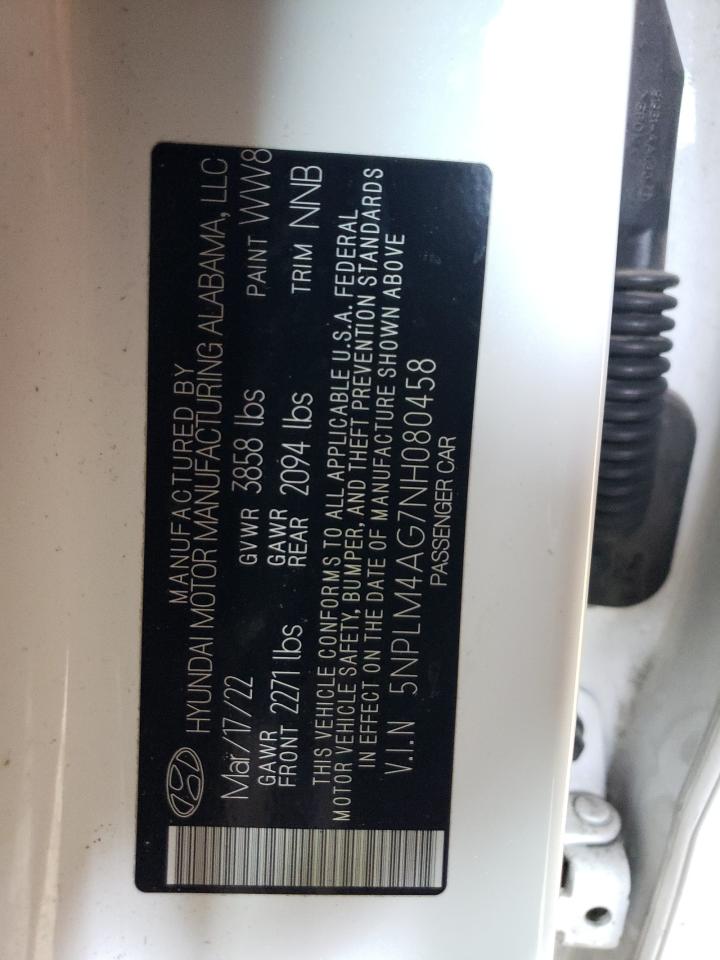 MANUFACTURED BY
HYUNDAI MOTOR MANUFACTURING ALABAMA, LLC
Mar/17/22 GVWR 3858 lbs PAINT WW8
GAWR FRONT 2271 lbs GAWR REAR 2094 lbs TRIM NNB
THIS VEHICLE CONFORMS TO ALL APPLICABLE U.S.A. FEDERAL
MOTOR VEHICLE SAFETY, BUMPER, AND THEFT PREVENTION STANDARDS
IN EFFECT ON THE DATE OF MANUFACTURE SHOWN ABOVE
V.I.N 5NPLM4AG7NH080458
PASSENGER CAR